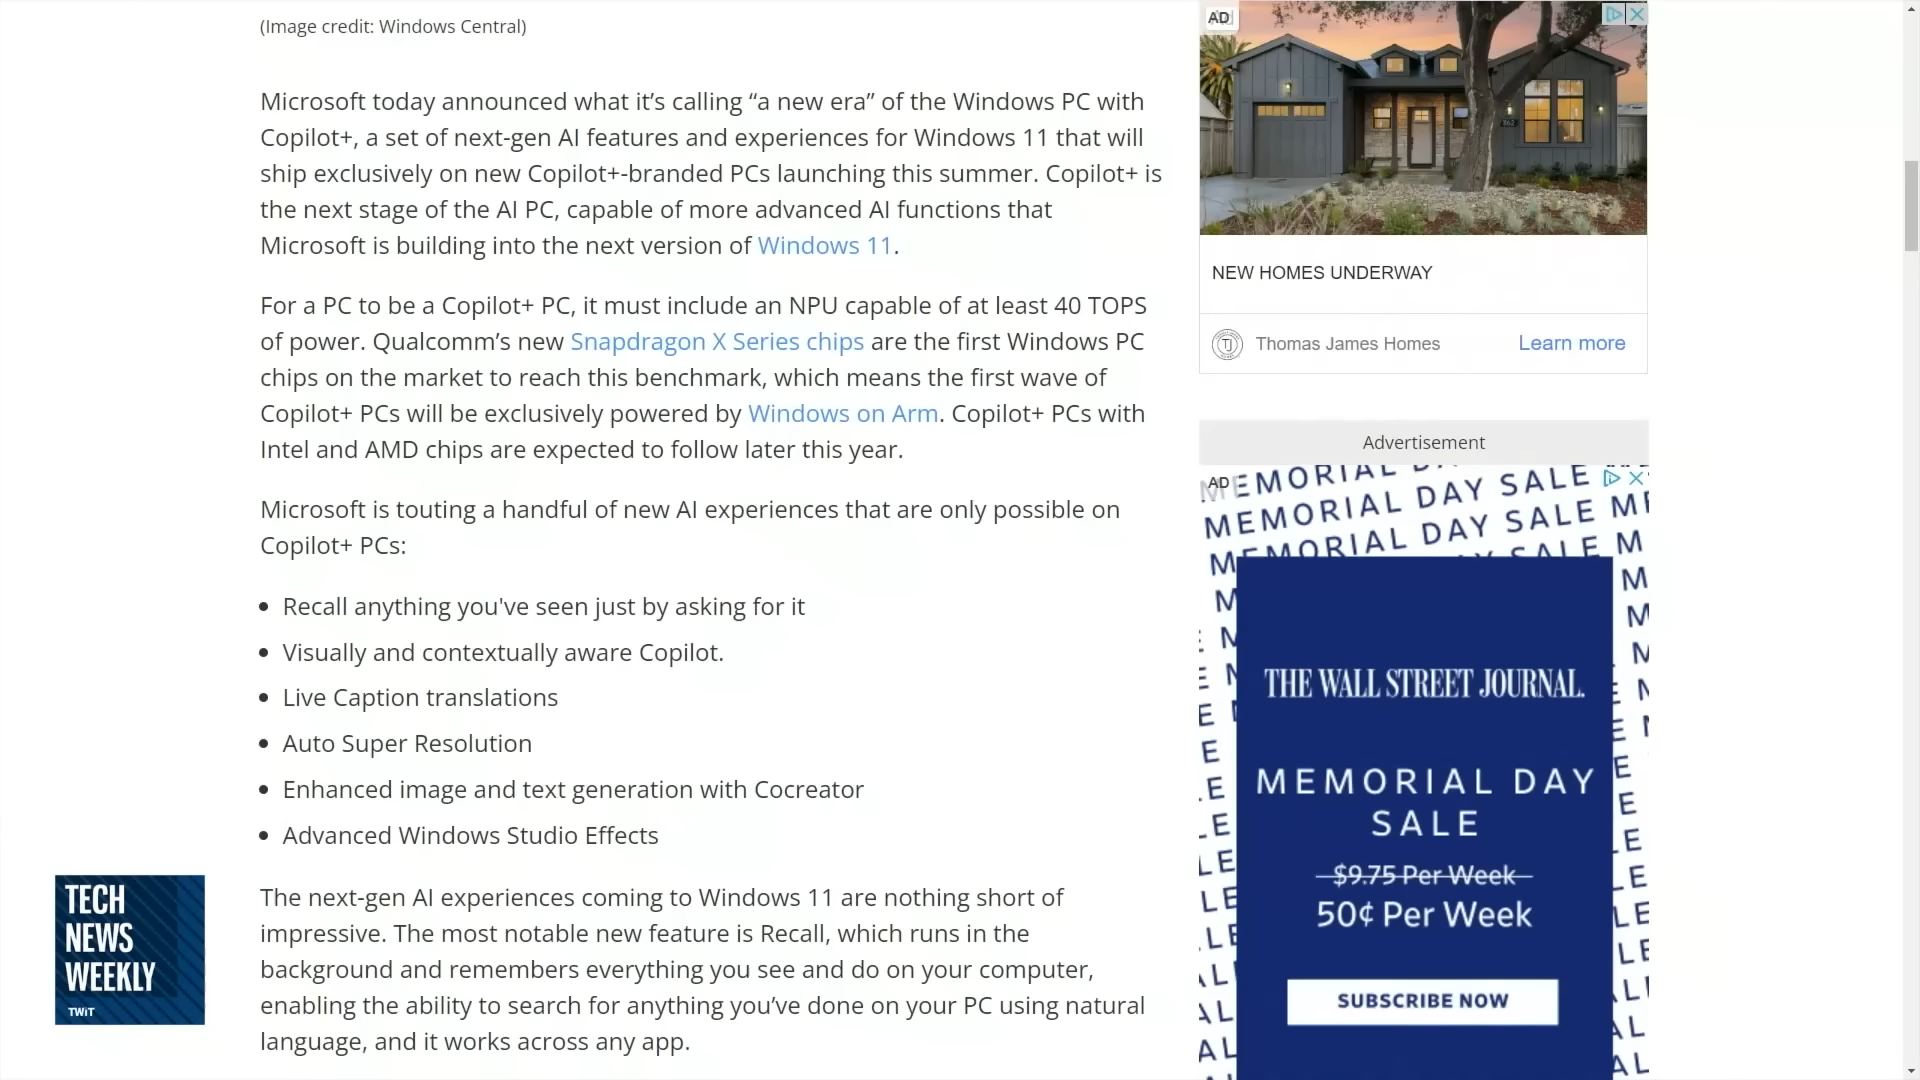 (Image credit: Windows Central)
Microsoft today announced what it’s calling “a new era” of the Windows PC with
Copilot+, a set of next-gen AI features and experiences for Windows 11 that will
ship exclusively on new Copilot+-branded PCs launching this summer. Copilot+ is
the next stage of the AI PC, capable of more advanced AI functions that
Microsoft is building into the next version of Windows 11.
For a PC to be a Copilot+ PC, it must include an NPU capable of at least 40 TOPS
of power. Qualcomm’s new Snapdragon X Series chips are the first Windows PC
chips on the market to reach this benchmark, which means the first wave of
Copilot+ PCs will be exclusively powered by Windows on Arm. Copilot+ PCs with
Intel and AMD chips are expected to follow later this year.
Microsoft is touting a handful of new AI experiences that are only possible on
Copilot+ PCs:
• Recall anything you've seen just by asking for it
• Visually and contextually aware Copilot.
• Live Caption translations
• Auto Super Resolution
• Enhanced image and text generation with Cocreator
• Advanced Windows Studio Effects
The next-gen AI experiences coming to Windows 11 are nothing short of
impressive. The most notable new feature is Recall, which runs in the
background and remembers everything you see and do on your computer,
enabling the ability to search for anything you’ve done on your PC using natural
language, and it works across any app.
TECH
NEWS
WEEKLY
TWiT
AD
862
NEW HOMES UNDERWAY
TJ
Thomas James Homes
Learn more
Advertisement
AD
MEMORIAL DAY SALE
MEMORIAL DAY SALE
THE WALL STREET JOURNAL.
MEMORIAL DAY
SALE
$9.75 Per Week
50¢ Per Week
SUBSCRIBE NOW